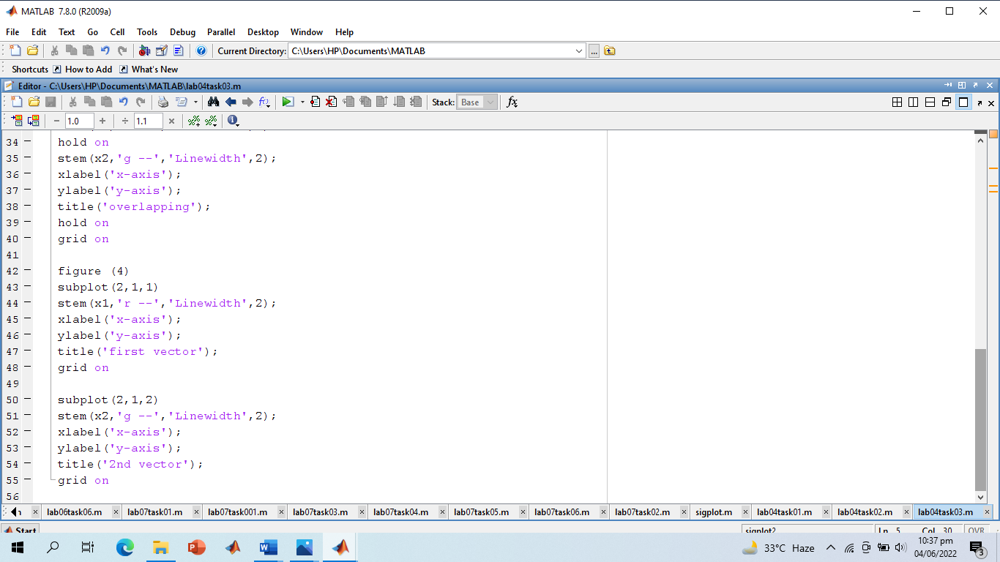 MATLAB 7.8.0 (R2009a)
File Edit Text Go Cell Tools Debug Parallel Desktop Window Help
Current Directory: C:\Users\HP\Documents\MATLAB ...
Shortcuts How to Add What's New
Editor - C:\Users\HP\Documents\MATLAB\lab04task03.m
Stack: Base fx
- 1.0 + ÷ 1.1 ×
34 - hold on
35 - stem(x2,'g --','Linewidth',2);
36 - xlabel('x-axis');
37 - ylabel('y-axis');
38 - title('overlapping');
39 - hold on
40 - grid on
41
42 - figure (4)
43 - subplot(2,1,1)
44 - stem(x1,'r --','Linewidth',2);
45 - xlabel('x-axis');
46 - ylabel('y-axis');
47 - title('first vector');
48 - grid on
49
50 - subplot(2,1,2)
51 - stem(x2,'g --','Linewidth',2);
52 - xlabel('x-axis');
53 - ylabel('y-axis');
54 - title('2nd vector');
55 - grid on
56
lab06task06.m lab07task01.m lab07task001.m lab07task03.m lab07task04.m lab07task05.m lab07task06.m lab07task02.m sigplot.m lab04task01.m lab04task02.m lab04task03.m
Start sigplot2 Ln 5 Col 30 OVR
33°C Haze 10:37 pm
04/06/2022 3